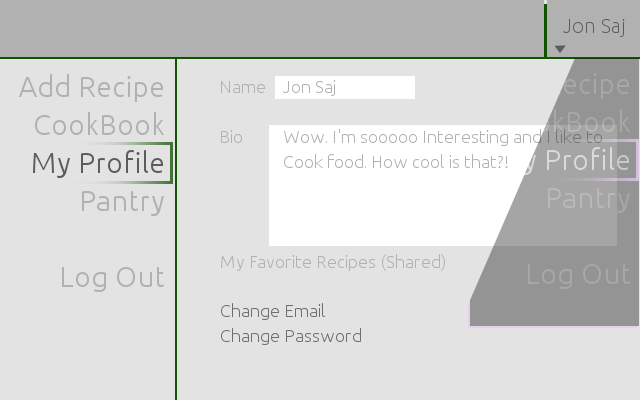 Jon Saj
Add Recipe
CookBook
My Profile
Pantry
Log Out
Name Jon Saj
Bio Wow. I'm sooooo Interesting and I like to
Cook food. How cool is that?!
My Favorite Recipes (Shared)
Change Email
Change Password
Profile
Pantry
Log Out